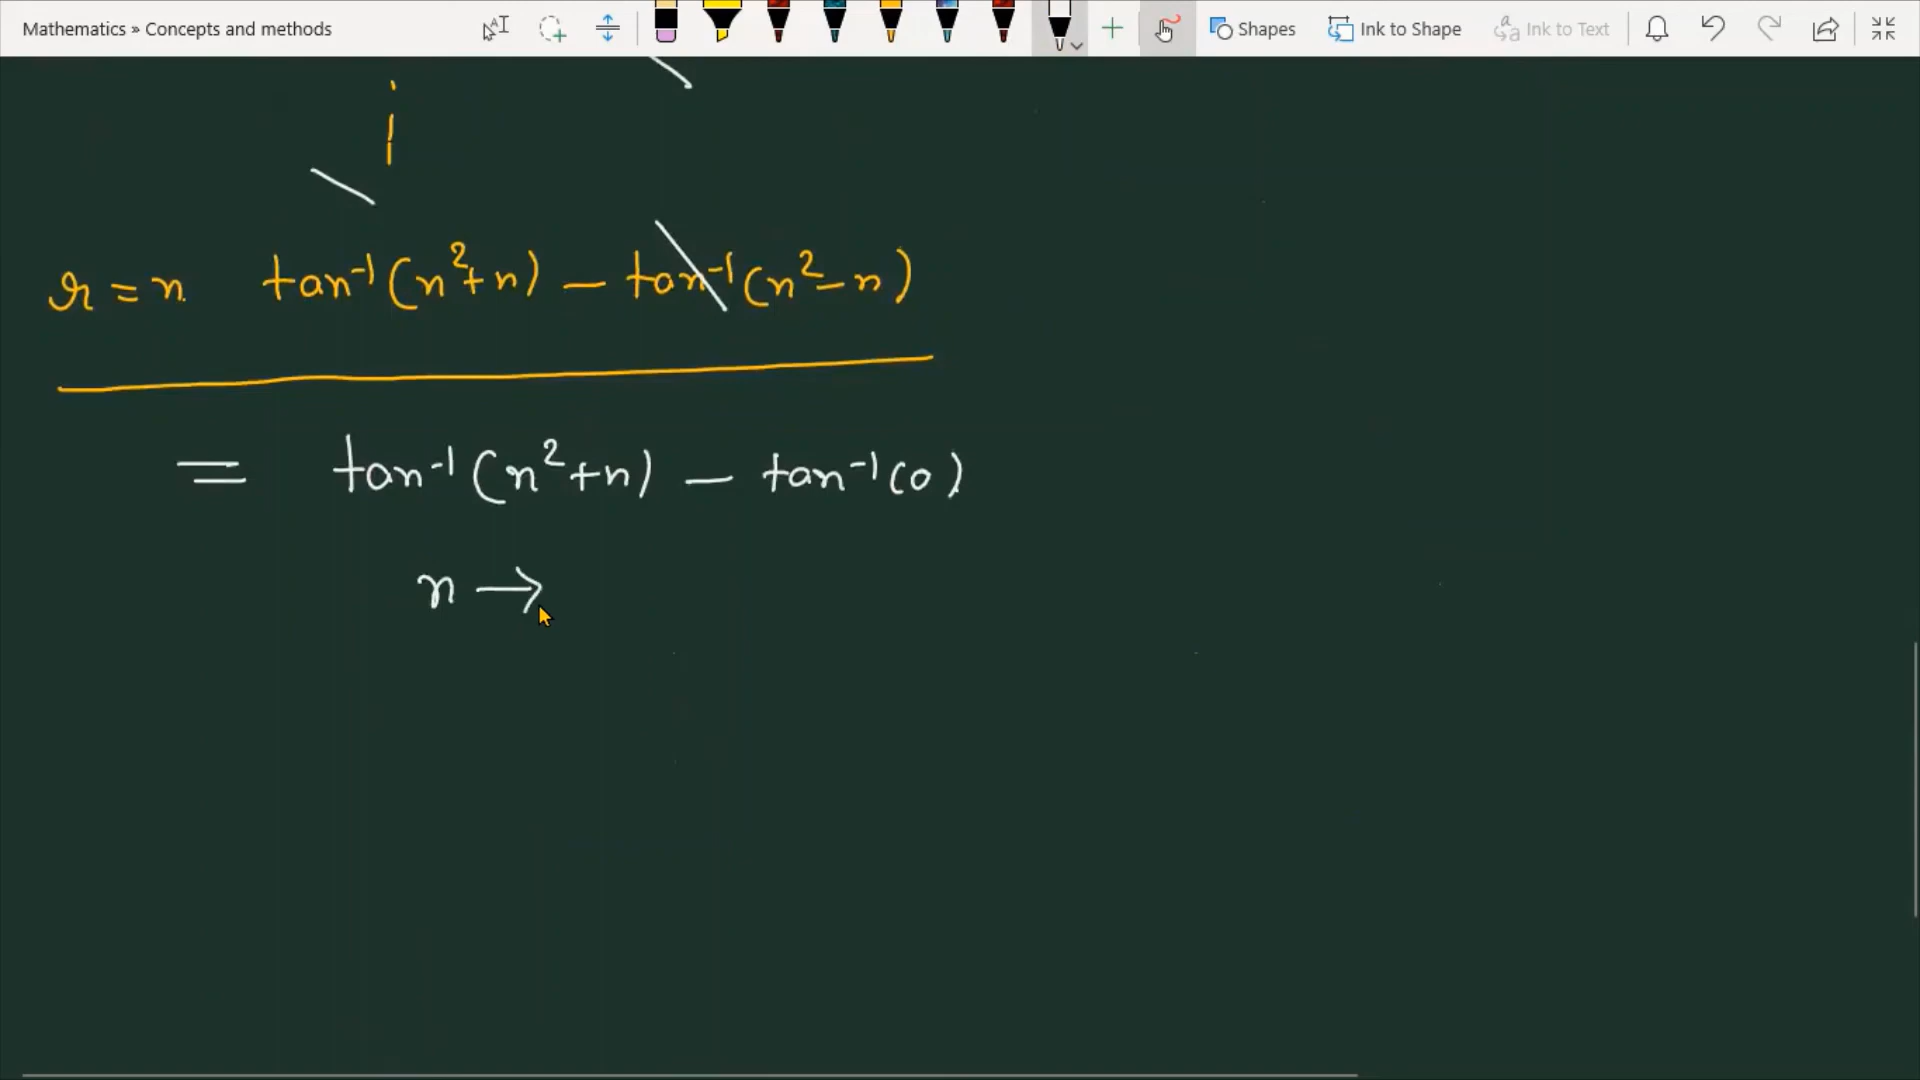 Mathematics » Concepts and methods
Shapes
Ink to Shape
Ink to Text
r = n tan⁻¹(n²+n) – tan⁻¹(n²–n)
= tan⁻¹(n²+n) – tan⁻¹(0)
n →